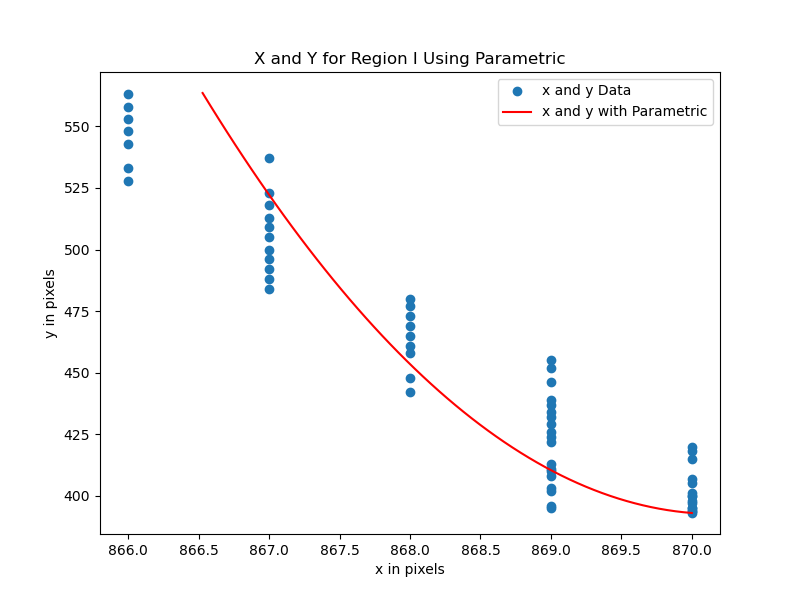 X and Y for Region I Using Parametric
x and y Data
x and y with Parametric
550
525
500
475
450
425
400
y in pixels
866.0 866.5 867.0 867.5 868.0 868.5 869.0 869.5 870.0
x in pixels